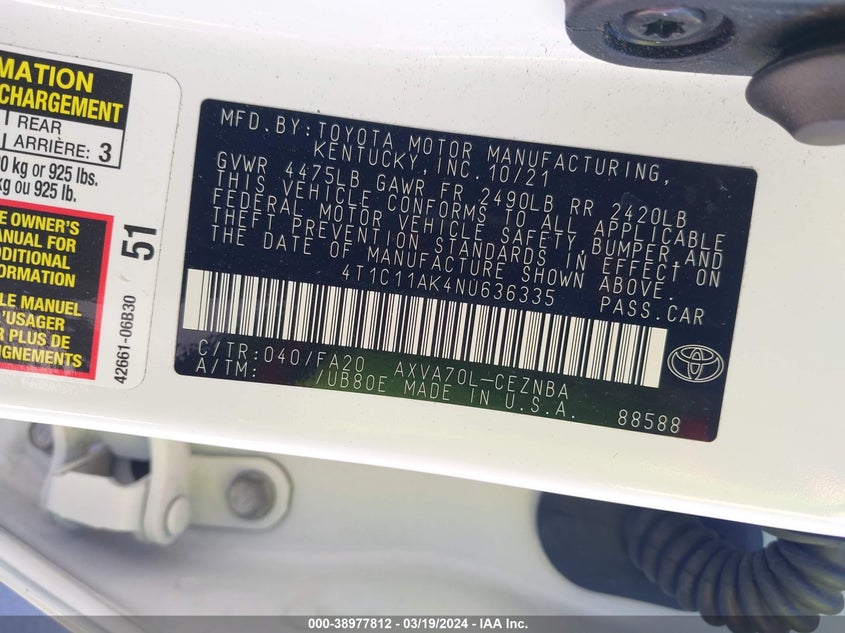 MATION
CHARGEMENT
REAR
ARRIÈRE: 3
0 kg or 925 lbs.
kg ou 925 lb.
E OWNER'S
MANUAL FOR
DDITIONAL
FORMATION
LE MANUEL
'USAGER
R PLUS DE
IGNEMENTS
51
42661-06B30
MFD. BY: TOYOTA MOTOR MANUFACTURING,
KENTUCKY, INC. 10/21
GVWR 4475LB GAWR FR 2490LB RR 2420LB
THIS VEHICLE CONFORMS TO ALL APPLICABLE
FEDERAL MOTOR VEHICLE SAFETY, BUMPER, AND
THEFT PREVENTION STANDARDS IN EFFECT ON
THE DATE OF MANUFACTURE SHOWN ABOVE.
4T1C11AK4NU636335 PASS.CAR
C/TR:040/FA20 AXVA70L-CEZNBA
A/TM: /UB80E MADE IN U.S.A. 88588
000-38977812 - 03/19/2024 - IAA Inc.